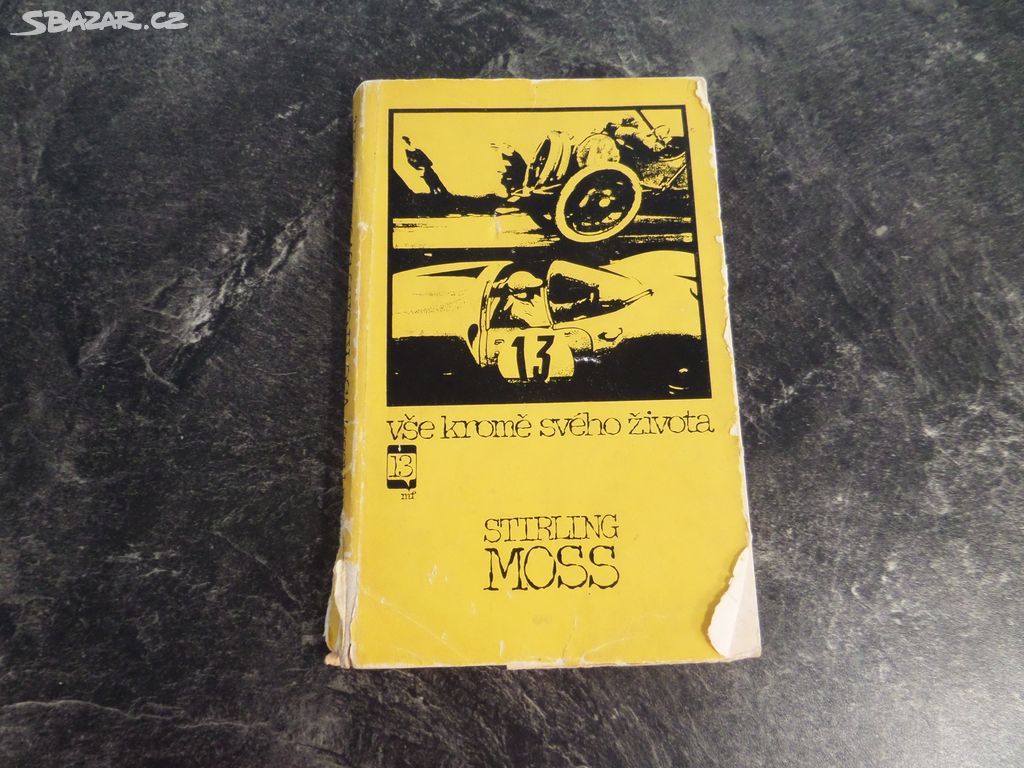 SBAZAR.CZ
13
vše kromě svého života
13
mf
STIRLING
MOSS